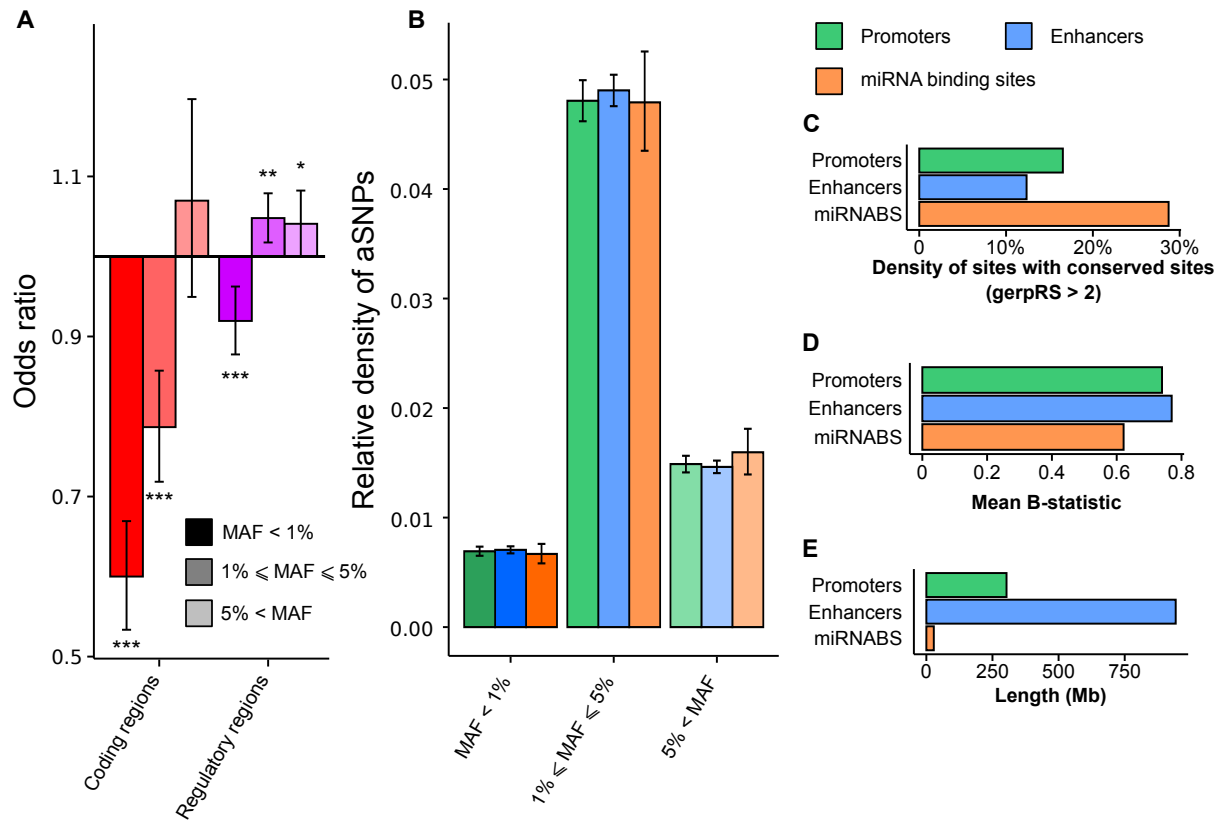 A
Odds ratio
1.1
0.9
0.7
0.5
***
***
***
**
*
MAF < 1%
1% ⩽ MAF ⩽ 5%
5% < MAF
Coding regions
Regulatory regions
B
Relative density of aSNPs
0.05
0.04
0.03
0.02
0.01
0.00
MAF < 1%
1% ⩽ MAF ⩽ 5%
5% < MAF
Promoters
Enhancers
miRNA binding sites
C
Promoters
Enhancers
miRNABS
0 10% 20% 30%
Density of sites with conserved sites
(gerpRS > 2)
D
Promoters
Enhancers
miRNABS
0 0.2 0.4 0.6 0.8
Mean B-statistic
E
Promoters
Enhancers
miRNABS
0 250 500 750
Length (Mb)